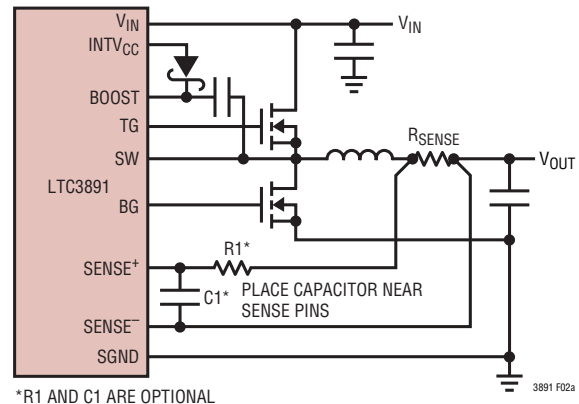 VIN
VIN
INTVCC
BOOST
TG
RSENSE
SW
VOUT
LTC3891
BG
R1*
SENSE+
C1* PLACE CAPACITOR NEAR
SENSE PINS
SENSE–
SGND
3891 F02a
*R1 AND C1 ARE OPTIONAL